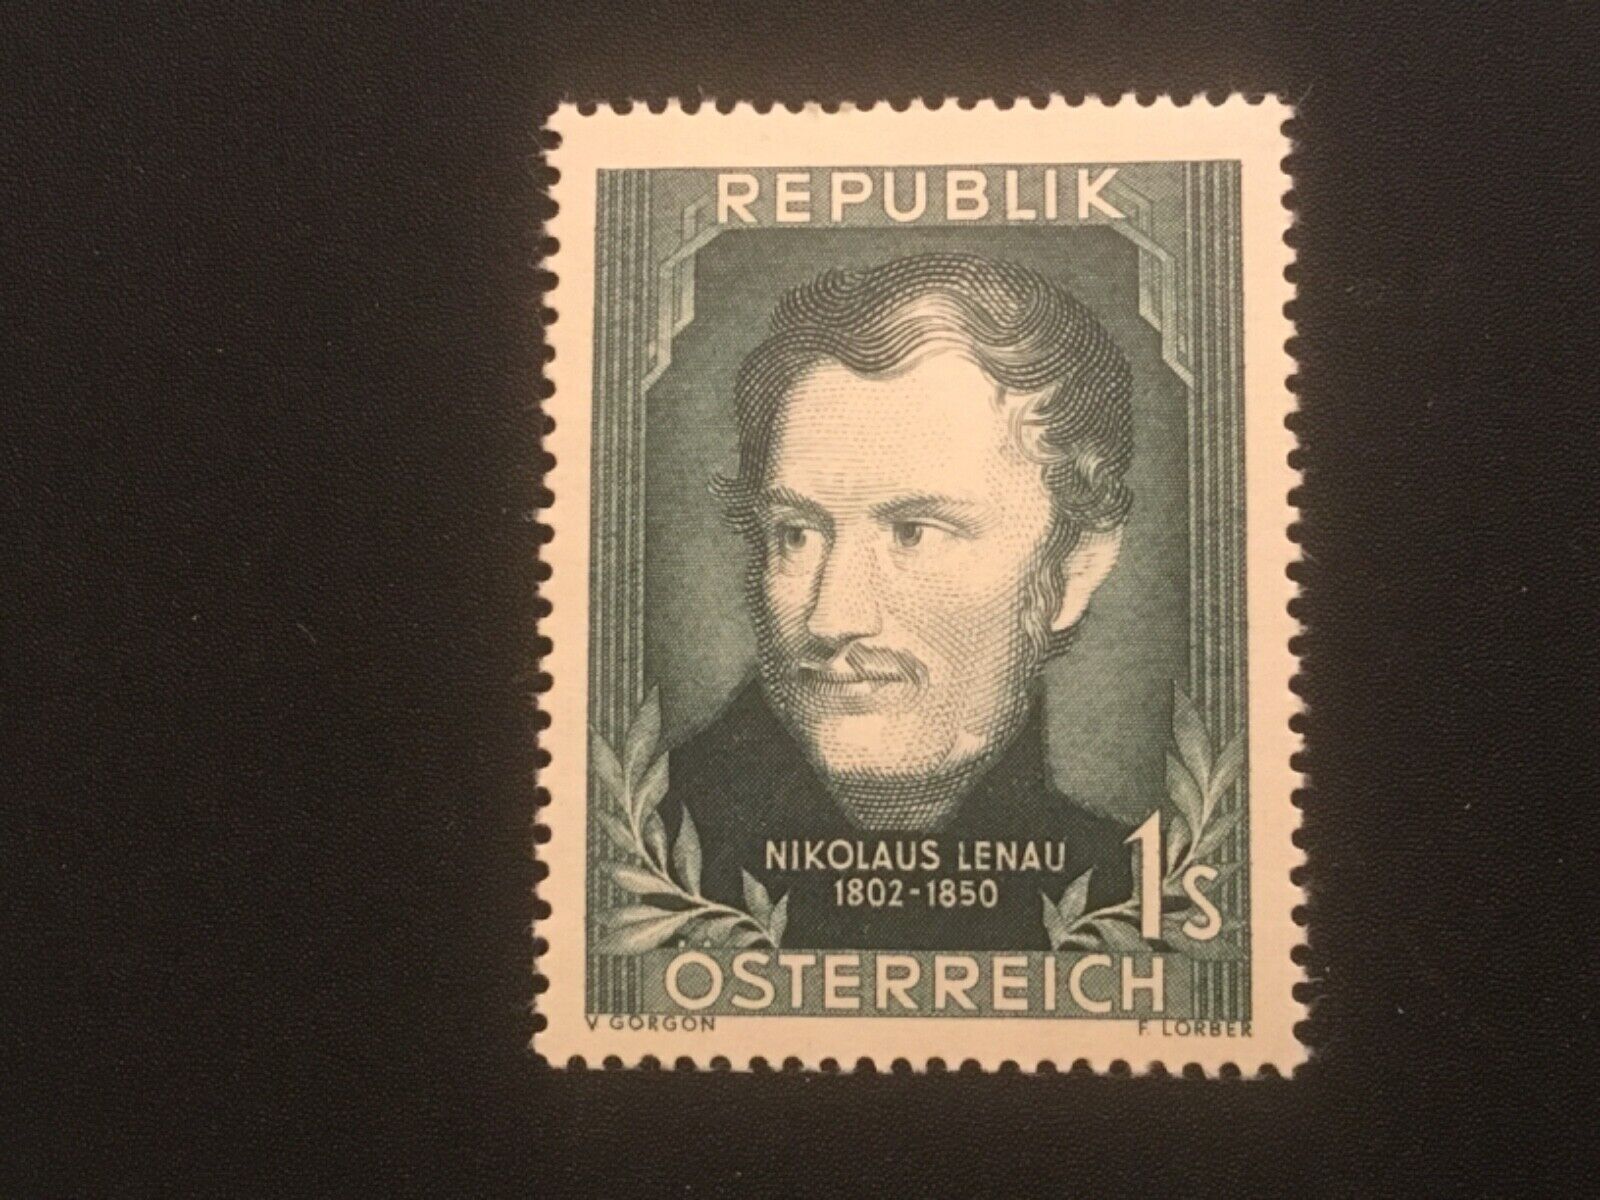 REPUBLIK
NIKOLAUS LENAU
1802-1850
1S
ÖSTERREICH
V GORGON
F. LORBER